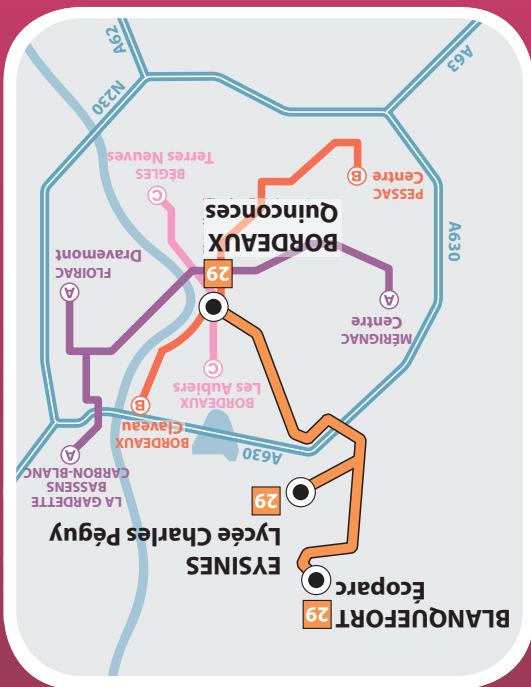 BLANQUEFORT 29
Écoparc
EYSINES
Lycée Charles Péguy
29
LA GARDETTE
BASSENS
CARBON-BLANC
A
A630
BORDEAUX
Claveau
B
BORDEAUX
Les Aubiers
C
MÉRIGNAC
Centre
A
29
BORDEAUX
Quinconces
A
FLOIRAC
Dravemont
A630
PESSAC
Centre
B
C
BÈGLES
Terres Neuves
N230
A63
A62